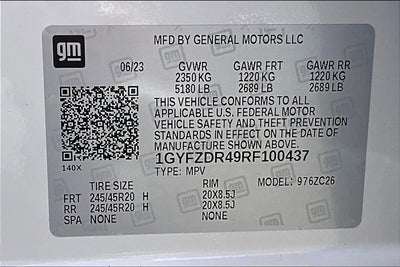 gm
MFD BY GENERAL MOTORS LLC
06/23 GVWR GAWR FRT GAWR RR
2350 KG 1220 KG 1220 KG
5180 LB 2689 LB 2689 LB
THIS VEHICLE CONFORMS TO ALL
APPLICABLE U.S. FEDERAL MOTOR
VEHICLE SAFETY AND THEFT PREVENTION
STANDARDS IN EFFECT ON THE DATE OF
MANUFACTURE SHOWN ABOVE.
1GYFZDR49RF100437
140X TYPE: MPV
TIRE SIZE RIM MODEL: 976ZC26
FRT 245/45R20 H 20X8.5J
RR 245/45R20 H 20X8.5J
SPA NONE NONE